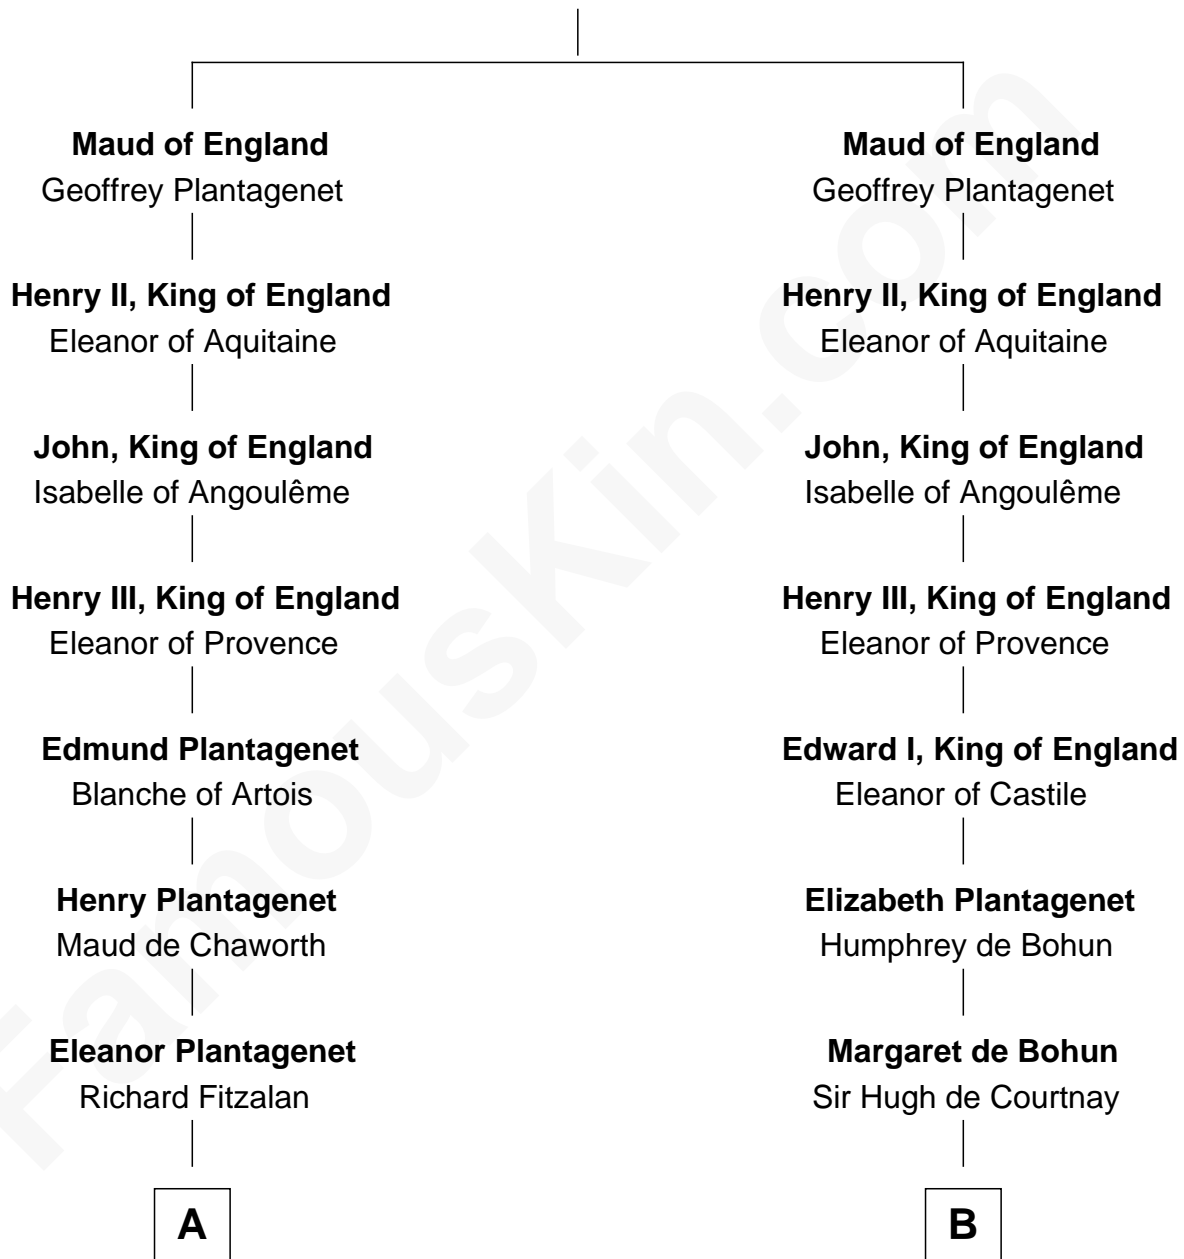 Maud of England
Geoffrey Plantagenet
Henry II, King of England
Eleanor of Aquitaine
John, King of England
Isabelle of Angoulême
Henry III, King of England
Eleanor of Provence
Edmund Plantagenet
Blanche of Artois
Henry Plantagenet
Maud de Chaworth
Eleanor Plantagenet
Richard Fitzalan
A
Maud of England
Geoffrey Plantagenet
Henry II, King of England
Eleanor of Aquitaine
John, King of England
Isabelle of Angoulême
Henry III, King of England
Eleanor of Provence
Edward I, King of England
Eleanor of Castile
Elizabeth Plantagenet
Humphrey de Bohun
Margaret de Bohun
Sir Hugh de Courtnay
B
FamousKin.com